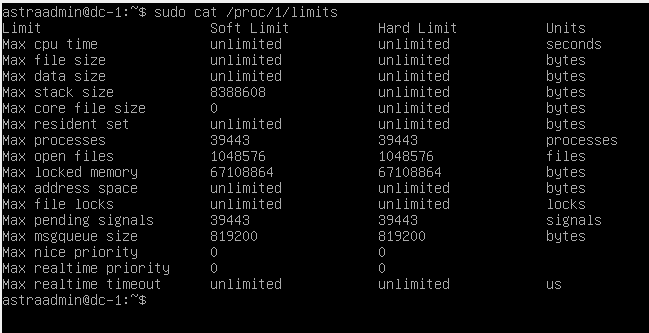 astraadmin@dc-1:~$ sudo cat /proc/1/limits
Limit                     Soft Limit           Hard Limit           Units
Max cpu time              unlimited            unlimited            seconds
Max file size             unlimited            unlimited            bytes
Max data size             unlimited            unlimited            bytes
Max stack size            8388608              unlimited            bytes
Max core file size        0                    unlimited            bytes
Max resident set          unlimited            unlimited            bytes
Max processes             39443                39443                processes
Max open files            1048576              1048576              files
Max locked memory         67108864             67108864             bytes
Max address space         unlimited            unlimited            bytes
Max file locks            unlimited            unlimited            locks
Max pending signals       39443                39443                signals
Max msgqueue size         819200               819200               bytes
Max nice priority         0                    0
Max realtime priority     0                    0
Max realtime timeout      unlimited            unlimited            us
astraadmin@dc-1:~$